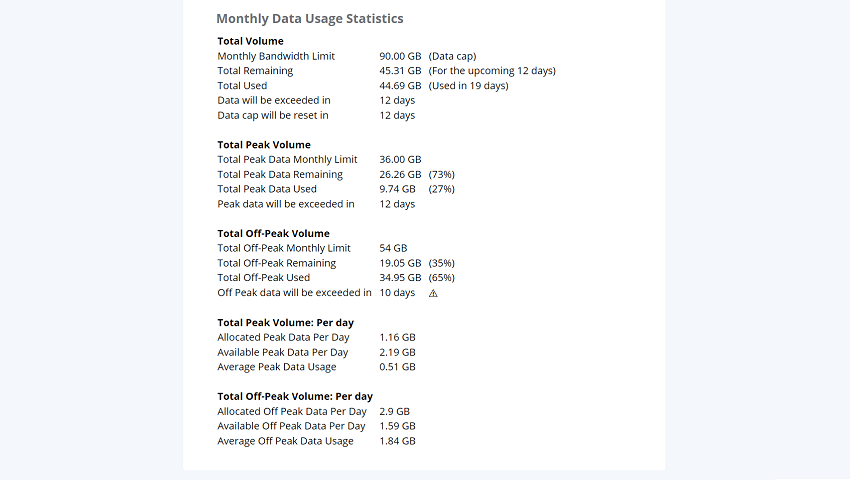 Monthly Data Usage Statistics
Total Volume
Monthly Bandwidth Limit 90.00 GB (Data cap)
Total Remaining 45.31 GB (For the upcoming 12 days)
Total Used 44.69 GB (Used in 19 days)
Data will be exceeded in 12 days
Data cap will be reset in 12 days
Total Peak Volume
Total Peak Data Monthly Limit 36.00 GB
Total Peak Data Remaining 26.26 GB (73%)
Total Peak Data Used 9.74 GB (27%)
Peak data will be exceeded in 12 days
Total Off-Peak Volume
Total Off-Peak Monthly Limit 54 GB
Total Off-Peak Remaining 19.05 GB (35%)
Total Off-Peak Used 34.95 GB (65%)
Off Peak data will be exceeded in 10 days ⚠
Total Peak Volume: Per day
Allocated Peak Data Per Day 1.16 GB
Available Peak Data Per Day 2.19 GB
Average Peak Data Usage 0.51 GB
Total Off-Peak Volume: Per day
Allocated Off Peak Data Per Day 2.9 GB
Available Off Peak Data Per Day 1.59 GB
Average Off Peak Data Usage 1.84 GB